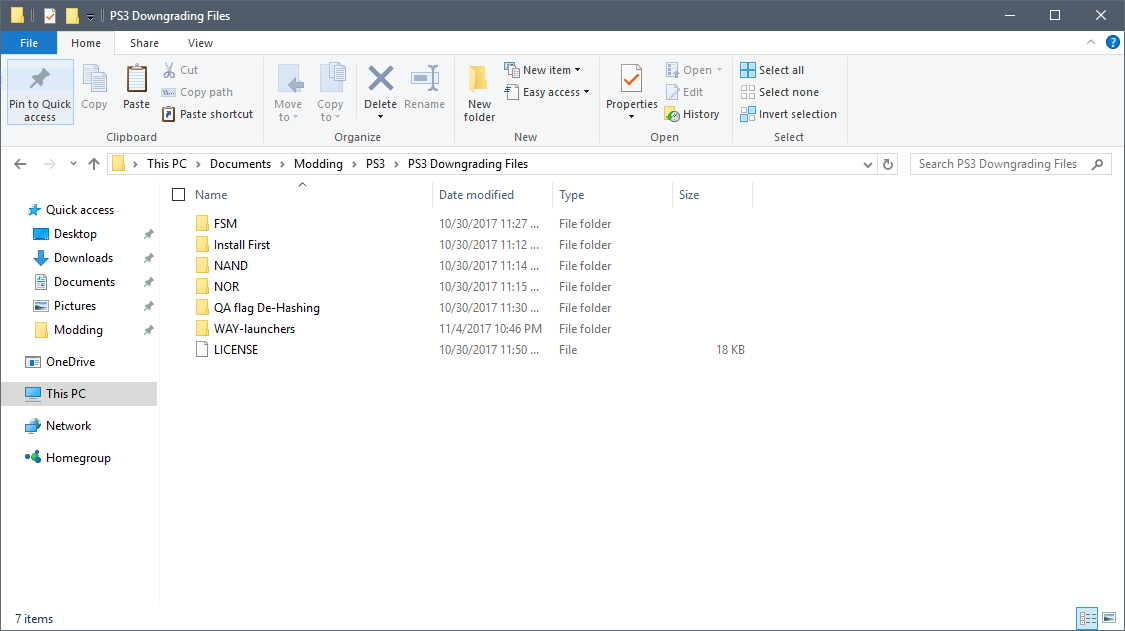 PS3 Downgrading Files
File Home Share View
Pin to Quick access
Copy
Paste
Cut
Copy path
Paste shortcut
Clipboard
Move to
Copy to
Delete
Rename
Organize
New folder
New item
Easy access
New
Properties
Open
Edit
History
Open
Select all
Select none
Invert selection
Select
This PC > Documents > Modding > PS3 > PS3 Downgrading Files
Search PS3 Downgrading Files
Quick access
Desktop
Downloads
Documents
Pictures
Modding
OneDrive
This PC
Network
Homegroup
Name Date modified Type Size
FSM 10/30/2017 11:27 ... File folder
Install First 10/30/2017 11:12 ... File folder
NAND 10/30/2017 11:14 ... File folder
NOR 10/30/2017 11:15 ... File folder
QA flag De-Hashing 10/30/2017 11:30 ... File folder
WAY-launchers 11/4/2017 10:46 PM File folder
LICENSE 10/30/2017 11:50 ... File 18 KB
7 items